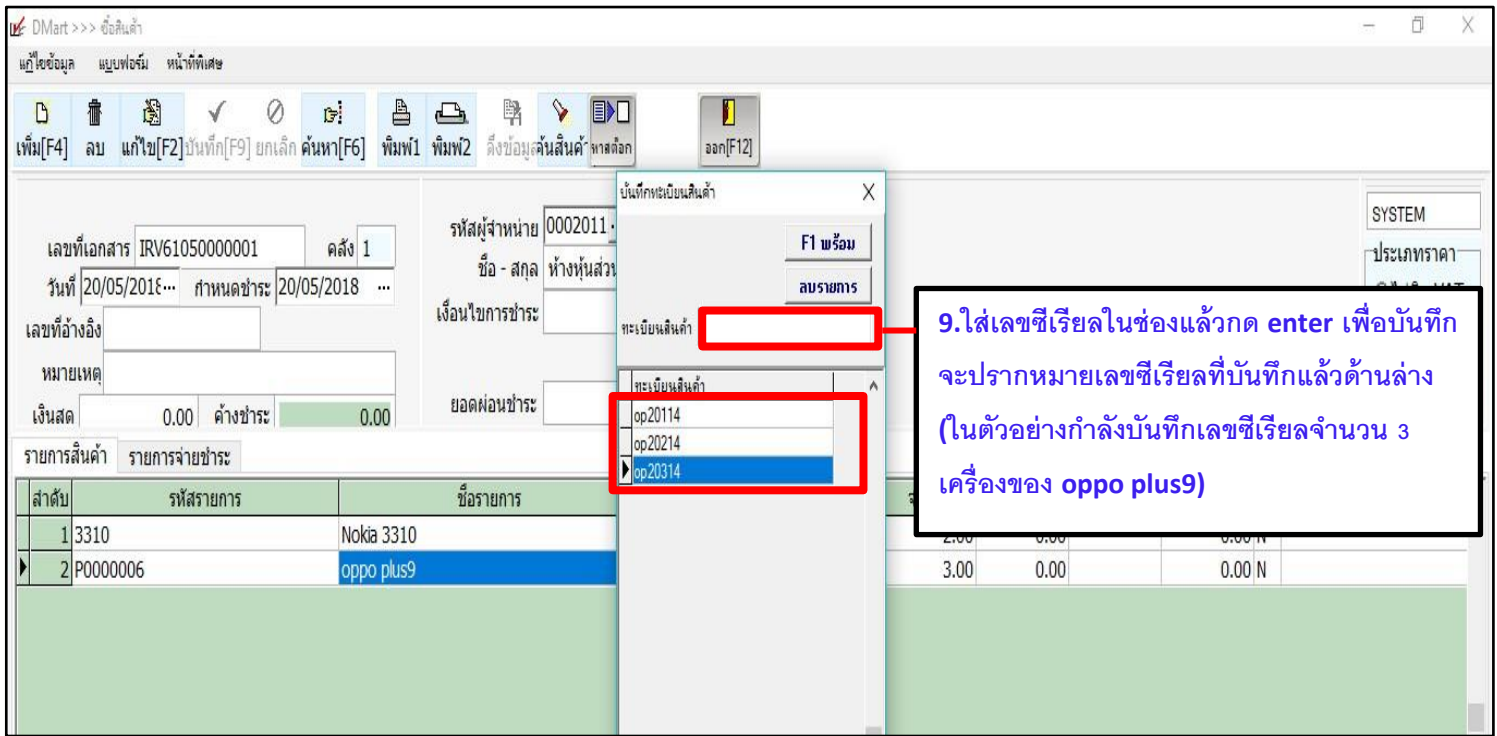 DMart >>> ซื้อสินค้า
แก้ไขข้อมูล แบบฟอร์ม หน้าที่พิเศษ
เพิ่ม[F4] ลบ แก้ไข[F2] บันทึก[F9] ยกเลิก ค้นหา[F6] พิมพ์1 พิมพ์2 ดึงข้อมูล ค้นสินค้า หาสต๊อก ออก[F12]
บันทึกทะเบียนสินค้า
F1 พร้อม
ลบรายการ
ทะเบียนสินค้า
ทะเบียนสินค้า
op20114
op20214
op20314
SYSTEM
ประเภทราคา
เลขที่เอกสาร IRV61050000001 คลัง 1
วันที่ 20/05/2018... กำหนดชำระ 20/05/2018 ...
เลขที่อ้างอิง
หมายเหตุ
เงินสด 0.00 ค้างชำระ 0.00
รหัสผู้จำหน่าย 0002011
ชื่อ - สกุล ห้างหุ้นส่วน
เงื่อนไขการชำระ
ยอดผ่อนชำระ
9.ใส่เลขซีเรียลในช่องแล้วกด enter เพื่อบันทึก
จะปรากหมายเลขซีเรียลที่บันทึกแล้วด้านล่าง
(ในตัวอย่างกำลังบันทึกเลขซีเรียลจำนวน 3
เครื่องของ oppo plus9)
รายการสินค้า รายการจ่ายชำระ
ลำดับ รหัสรายการ ชื่อรายการ
1 3310 Nokia 3310 2.00 0.00 0.00 N
2 P0000006 oppo plus9 3.00 0.00 0.00 N